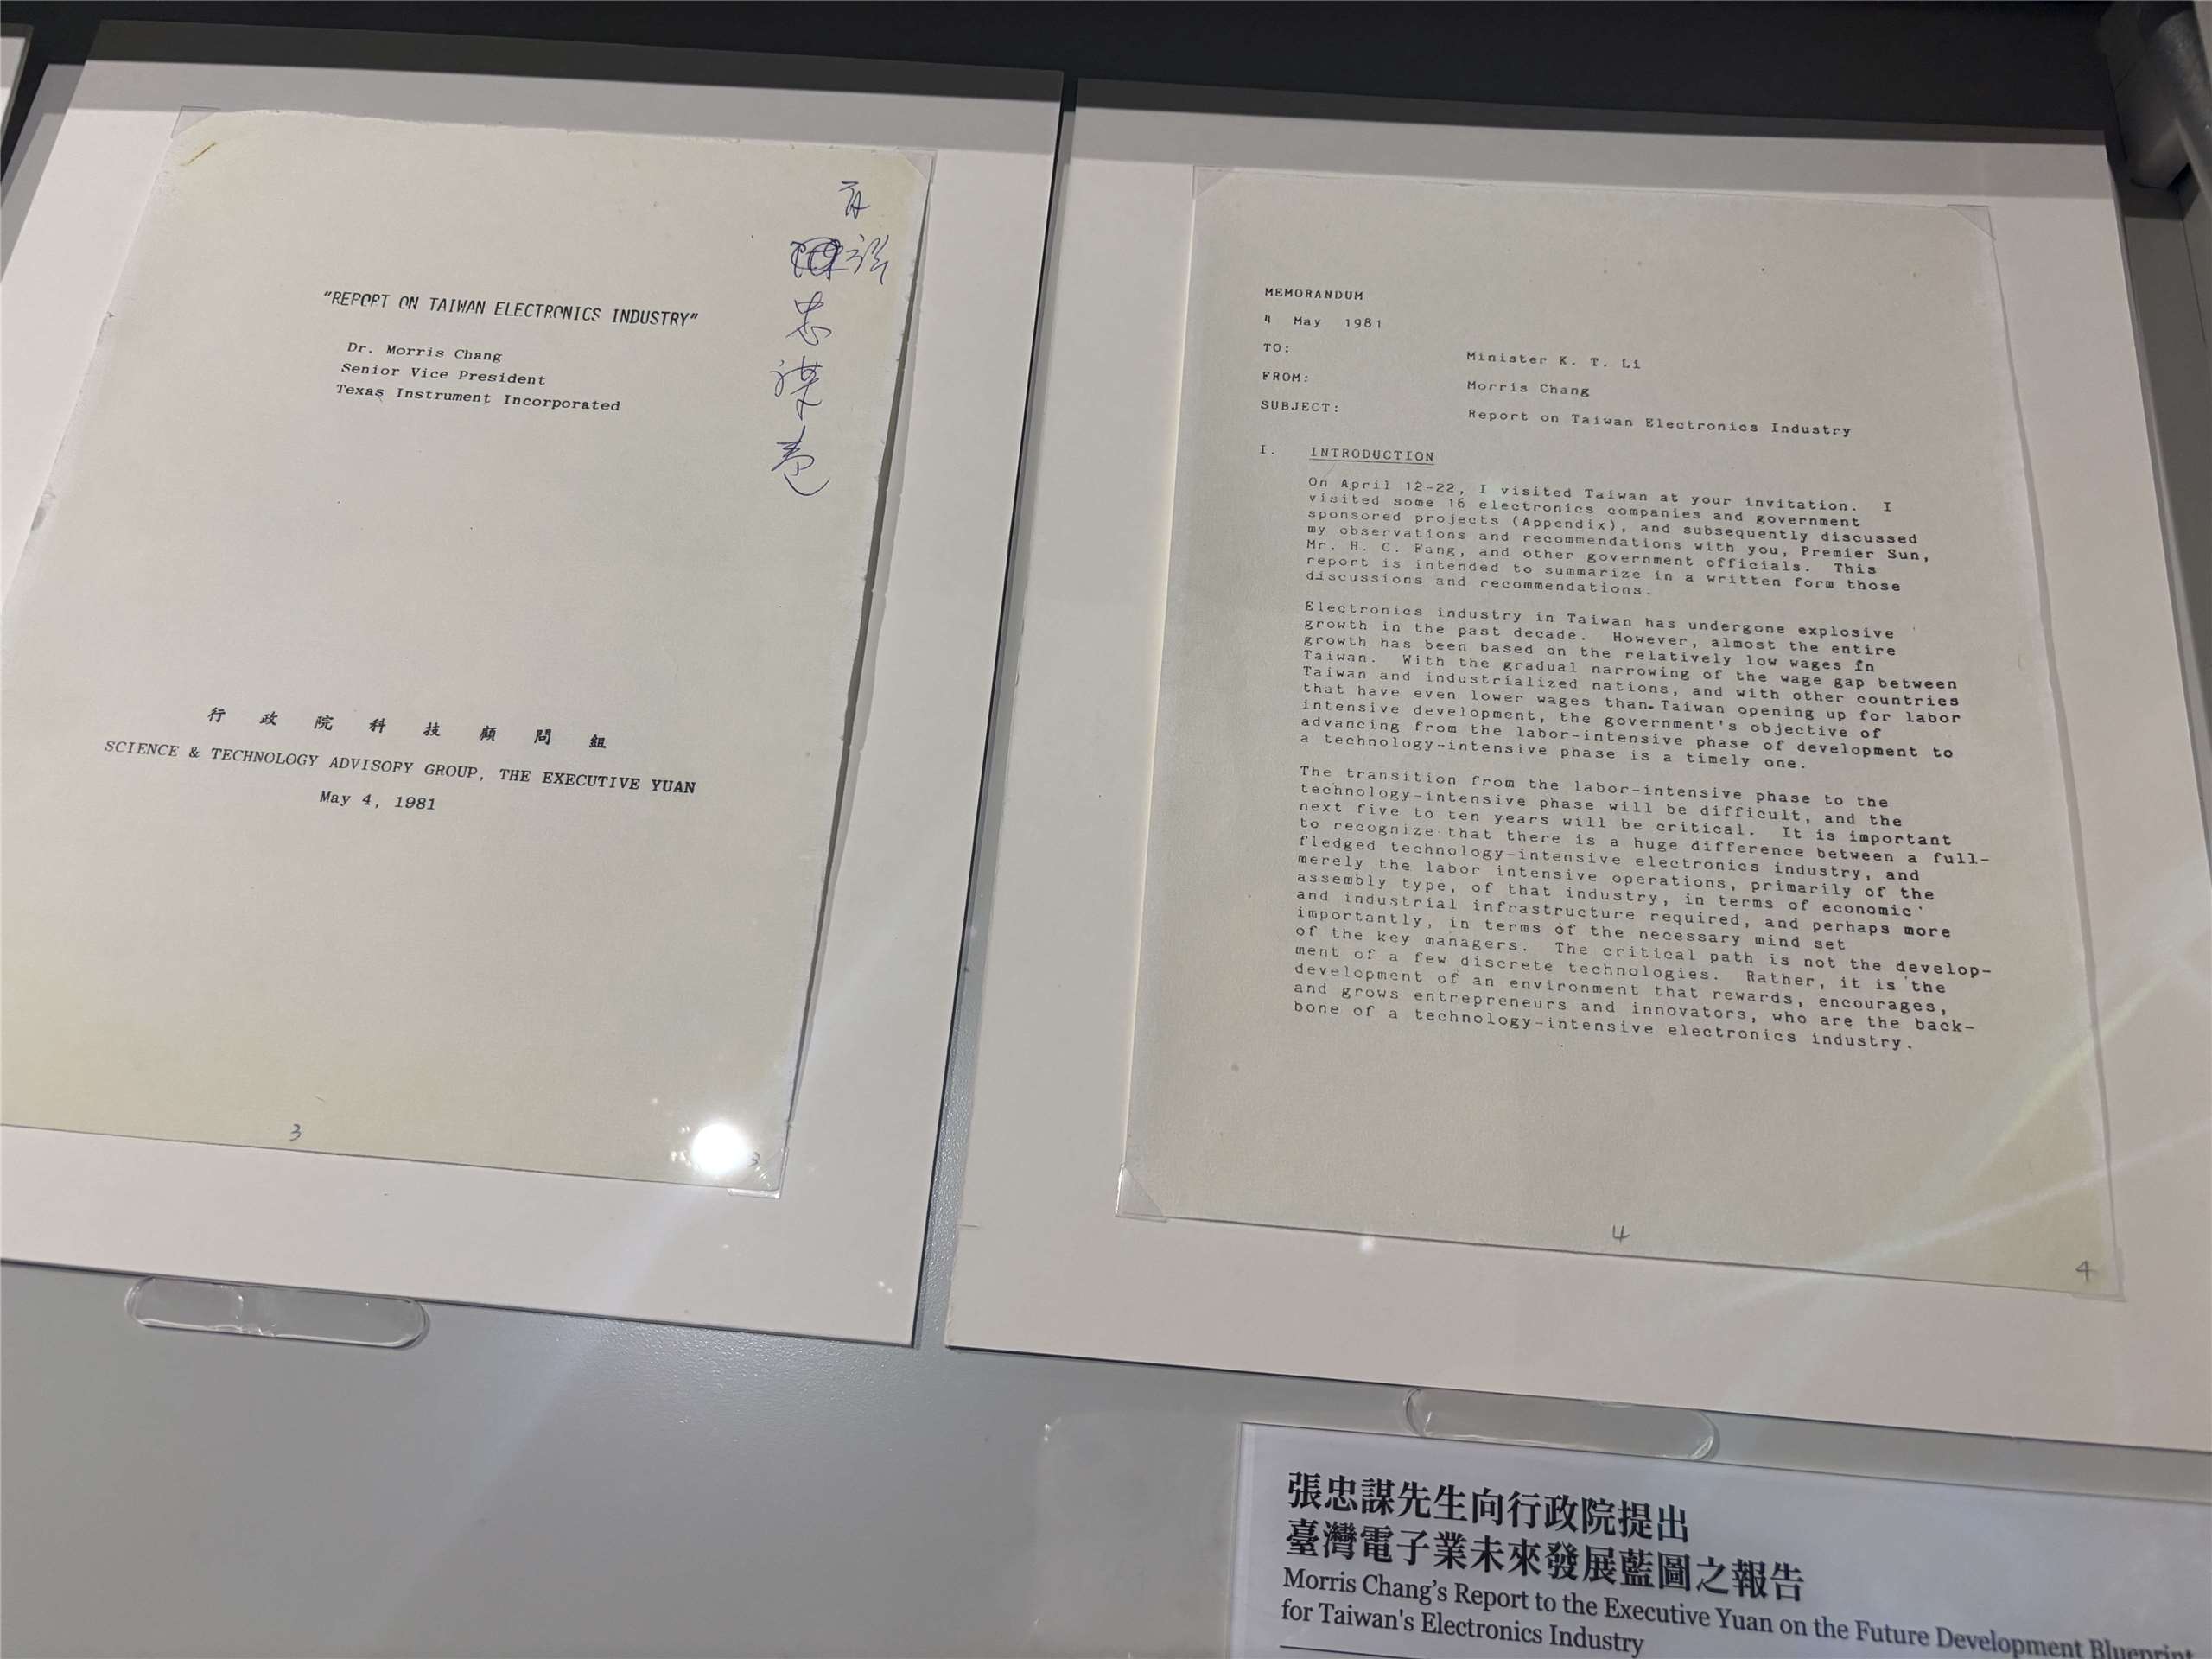 "REPORT ON TAIWAN ELECTRONICS INDUSTRY"
Dr. Morris Chang
Senior Vice President
Texas Instrument Incorporated
忠
謀
卷
行政院科技顧問組
SCIENCE & TECHNOLOGY ADVISORY GROUP, THE EXECUTIVE YUAN
May 4, 1981
3
MEMORANDUM
4 May 1981
TO: Minister K. T. Li
FROM: Morris Chang
SUBJECT: Report on Taiwan Electronics Industry
I. INTRODUCTION
On April 12-22, I visited Taiwan at your invitation. I
visited some 16 electronics companies and government
sponsored projects (Appendix), and subsequently discussed
my observations and recommendations with you, Premier Sun,
Mr. H. C. Fang, and other government officials. This
report is intended to summarize in a written form those
discussions and recommendations.
Electronics industry in Taiwan has undergone explosive
growth in the past decade. However, almost the entire
growth has been based on the relatively low wages in
Taiwan. With the gradual narrowing of the wage gap between
Taiwan and industrialized nations, and with other countries
that have even lower wages than Taiwan opening up for labor
intensive development, the government's objective of
advancing from the labor-intensive phase of development to
a technology-intensive phase is a timely one.
The transition from the labor-intensive phase to the
technology-intensive phase will be difficult, and the
next five to ten years will be critical. It is important
to recognize that there is a huge difference between a full-
fledged technology-intensive electronics industry, and
merely the labor intensive operations, primarily of the
assembly type, of that industry, in terms of economic
and industrial infrastructure required, and perhaps more
importantly, in terms of the necessary mind set
of the key managers. The critical path is not the develop-
ment of a few discrete technologies. Rather, it is the
development of an environment that rewards, encourages,
and grows entrepreneurs and innovators, who are the back-
bone of a technology-intensive electronics industry.
4
4
張忠謀先生向行政院提出
臺灣電子業未來發展藍圖之報告
Morris Chang's Report to the Executive Yuan on the Future Development Blueprint
for Taiwan's Electronics Industry